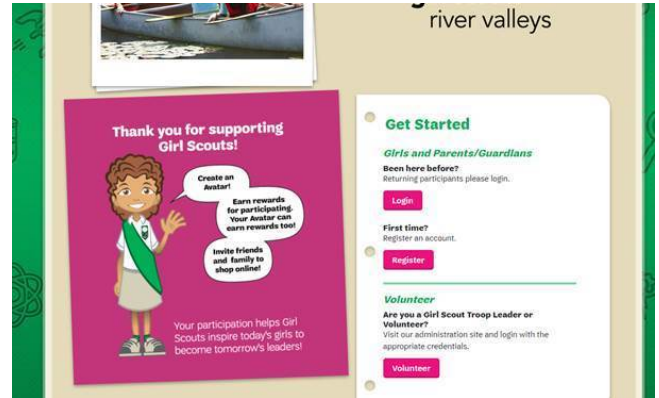 river valleys
Thank you for supporting
Girl Scouts!
Create an
Avatar!
Earn rewards
for participating.
Your Avatar can
earn rewards too!
Invite friends
and family to
shop online!
Your participation helps Girl
Scouts inspire today's girls to
become tomorrow's leaders!
Get Started
Girls and Parents/Guardians
Been here before?
Returning participants please login.
Login
First time?
Register an account.
Register
Volunteer
Are you a Girl Scout Troop Leader or
Volunteer?
Visit our administration site and login with the
appropriate credentials.
Volunteer